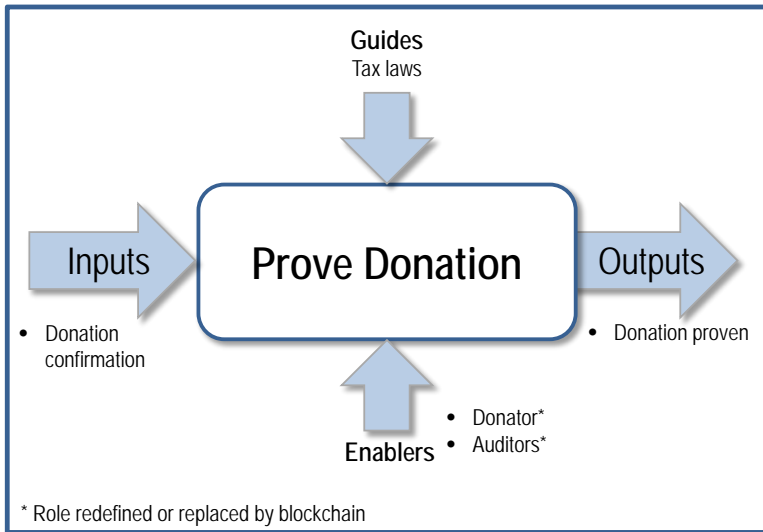 Guides
Tax laws
Inputs
Prove Donation
Outputs
• Donation
confirmation
• Donation proven
• Donator*
• Auditors*
Enablers
* Role redefined or replaced by blockchain